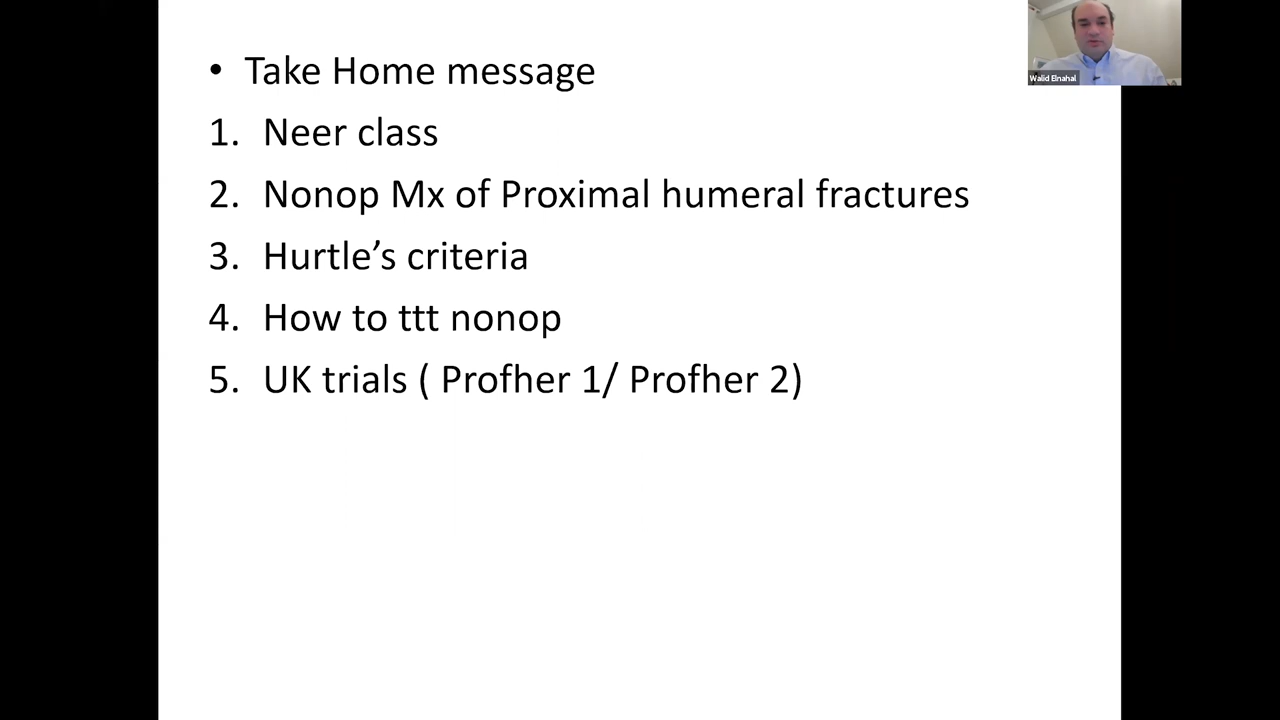 • Take Home message
1. Neer class
2. Nonop Mx of Proximal humeral fractures
3. Hurtle’s criteria
4. How to ttt nonop
5. UK trials ( Profher 1/ Profher 2)
Walid Elnahal